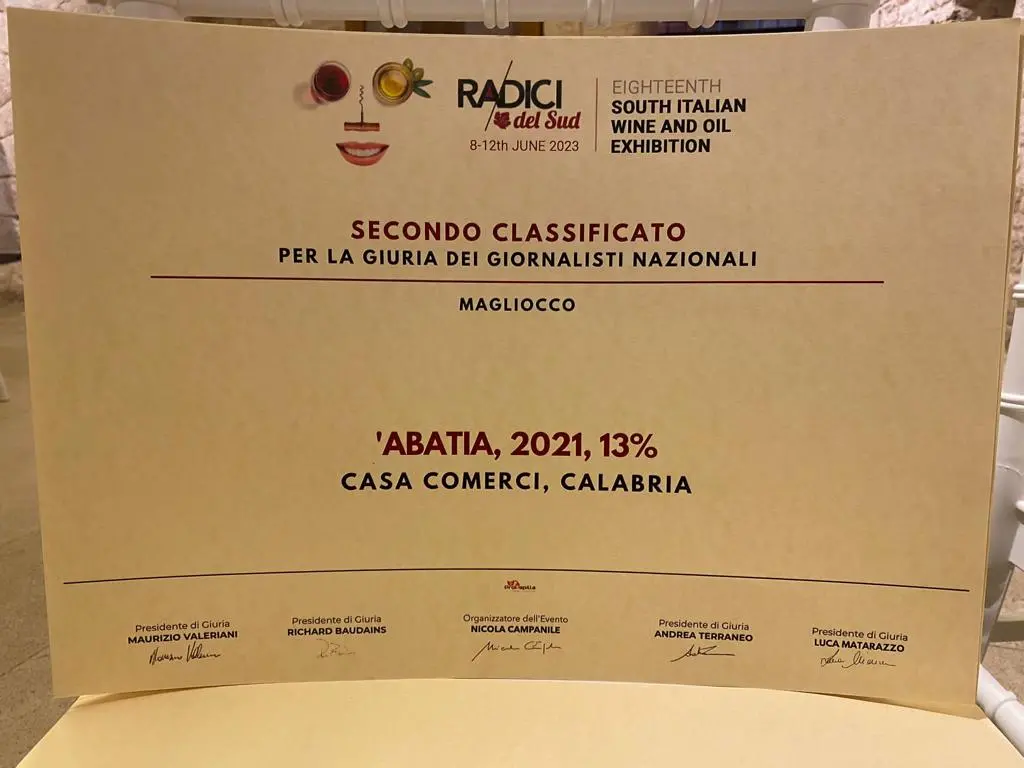 RADICI
del Sud
8-12th JUNE 2023
EIGHTEENTH
SOUTH ITALIAN
WINE AND OIL
EXHIBITION
SECONDO CLASSIFICATO
PER LA GIURIA DEI GIORNALISTI NAZIONALI
MAGLIOCCO
'ABATIA, 2021, 13%
CASA COMERCI, CALABRIA
Presidente di Giuria
MAURIZIO VALERIANI
Presidente di Giuria
RICHARD BAUDAINS
Organizzatore dell'Evento
NICOLA CAMPANILE
Presidente di Giuria
ANDREA TERRANEO
Presidente di Giuria
LUCA MATARAZZO